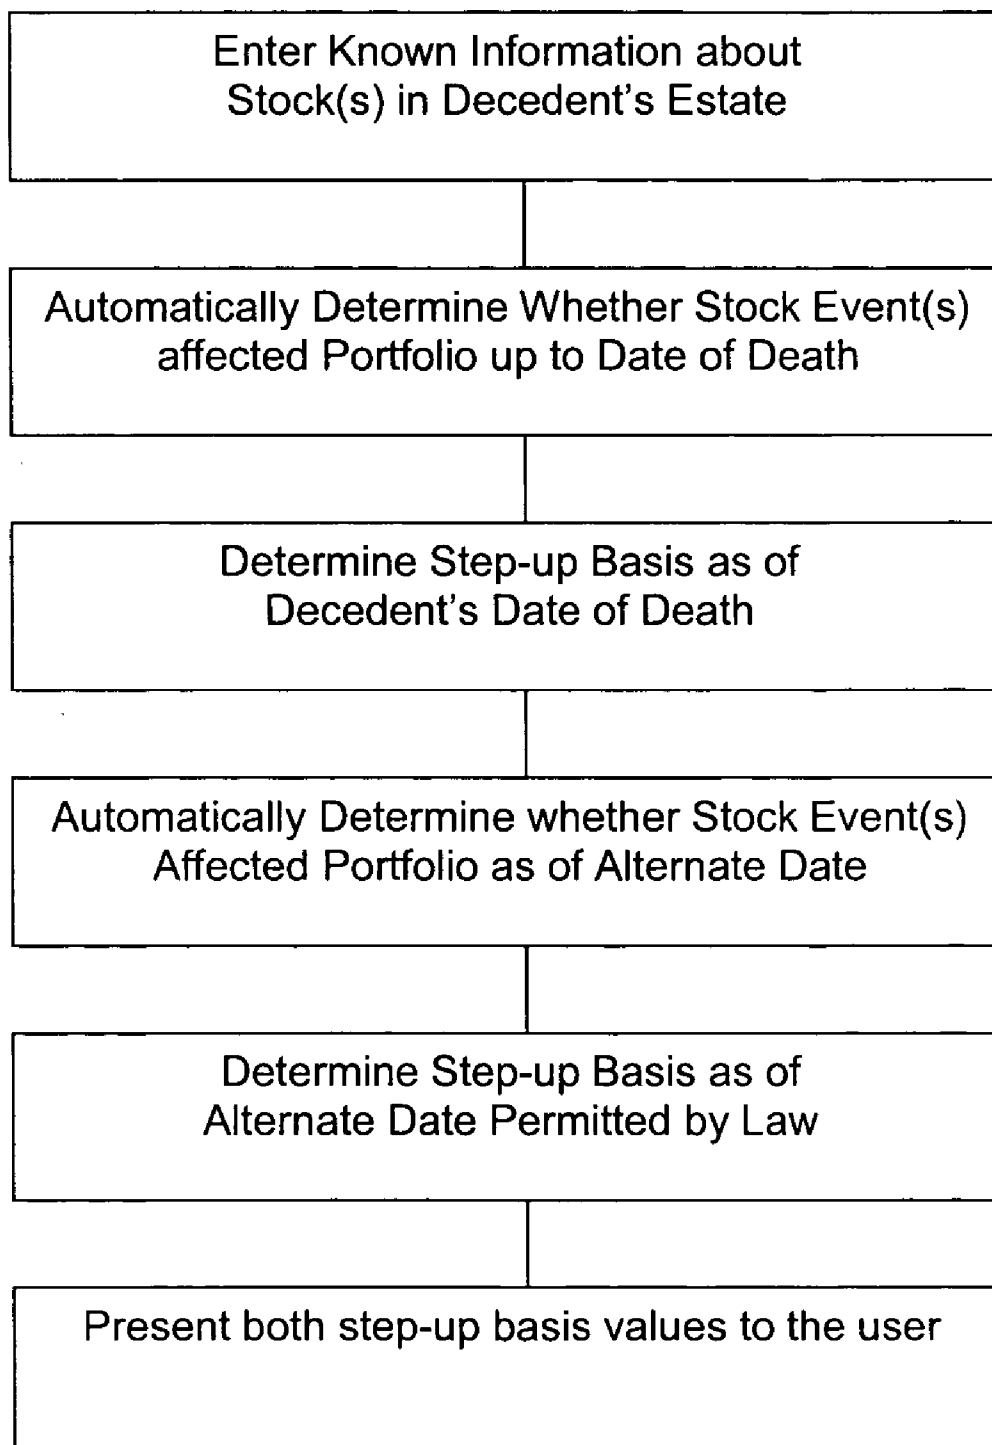 Enter Known Information about
Stock(s) in Decedent's Estate
Automatically Determine Whether Stock Event(s)
affected Portfolio up to Date of Death
Determine Step-up Basis as of
Decedent's Date of Death
Automatically Determine whether Stock Event(s)
Affected Portfolio as of Alternate Date
Determine Step-up Basis as of
Alternate Date Permitted by Law
Present both step-up basis values to the user